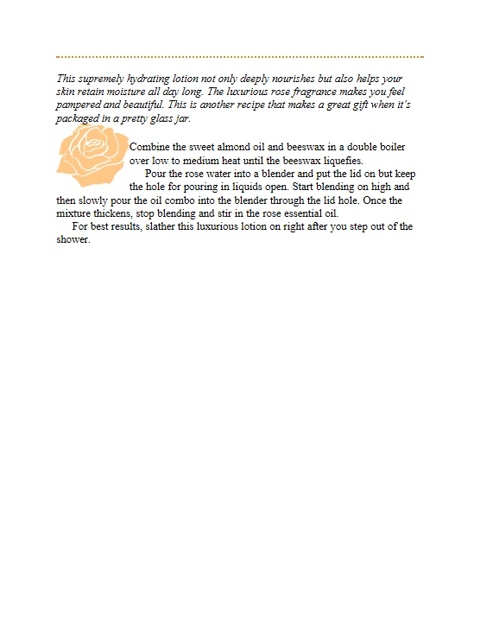 This supremely hydrating lotion not only deeply nourishes but also helps your
skin retain moisture all day long. The luxurious rose fragrance makes you feel
pampered and beautiful. This is another recipe that makes a great gift when it’s
packaged in a pretty glass jar.
Combine the sweet almond oil and beeswax in a double boiler
over low to medium heat until the beeswax liquefies.
Pour the rose water into a blender and put the lid on but keep
the hole for pouring in liquids open. Start blending on high and
then slowly pour the oil combo into the blender through the lid hole. Once the
mixture thickens, stop blending and stir in the rose essential oil.
For best results, slather this luxurious lotion on right after you step out of the
shower.